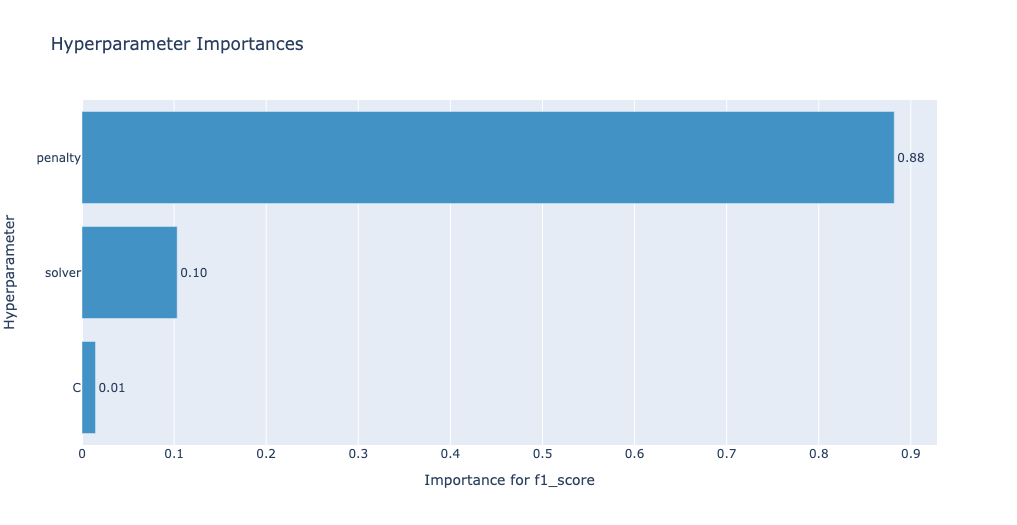 Hyperparameter Importances
Hyperparameter
penalty
0.88
solver
0.10
C
0.01
0 0.1 0.2 0.3 0.4 0.5 0.6 0.7 0.8 0.9
Importance for f1_score